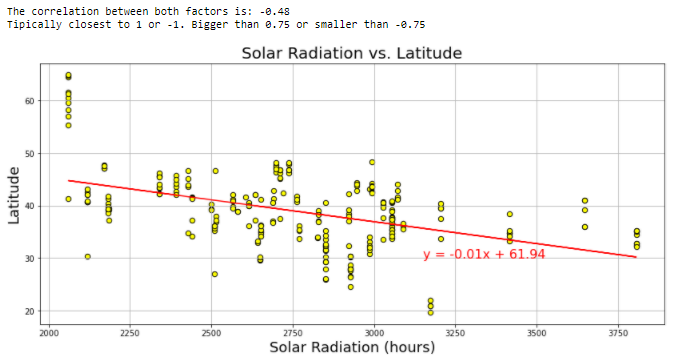 The correlation between both factors is: -0.48
Tipically closest to 1 or -1. Bigger than 0.75 or smaller than -0.75
Solar Radiation vs. Latitude
Latitude
60
50
40
30
20
y = -0.01x + 61.94
2000 2250 2500 2750 3000 3250 3500 3750
Solar Radiation (hours)